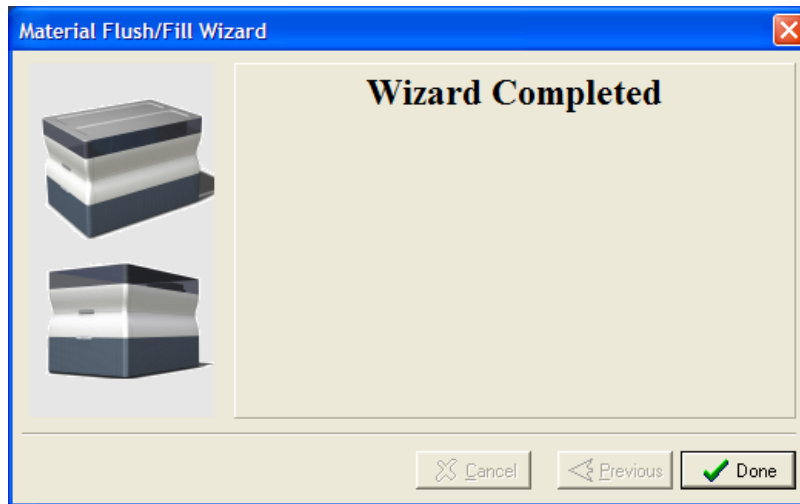 Material Flush/Fill Wizard
Wizard Completed
Cancel
Previous
Done